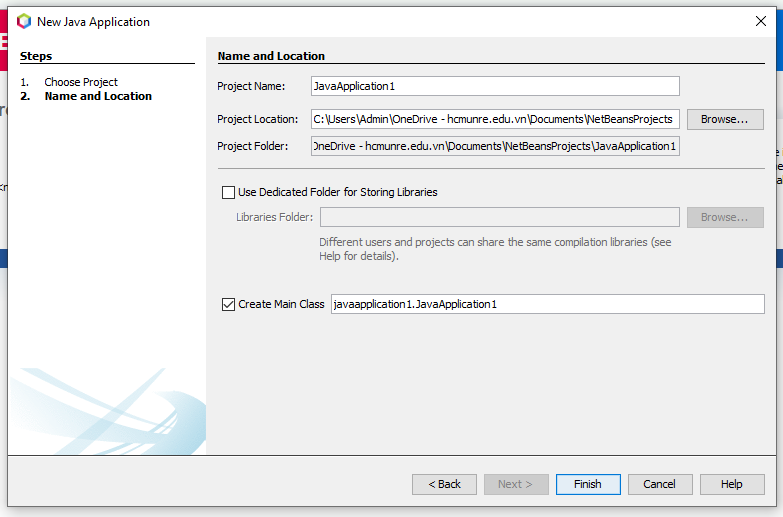 New Java Application
Steps
1. Choose Project
2. Name and Location
Name and Location
Project Name: JavaApplication1
Project Location: C:\Users\Admin\OneDrive - hcmunre.edu.vn\Documents\NetBeansProjects Browse...
Project Folder: OneDrive - hcmunre.edu.vn\Documents\NetBeansProjects\JavaApplication1
Use Dedicated Folder for Storing Libraries
Libraries Folder: Browse...
Different users and projects can share the same compilation libraries (see
Help for details).
Create Main Class javaapplication1.JavaApplication1
< Back Next > Finish Cancel Help